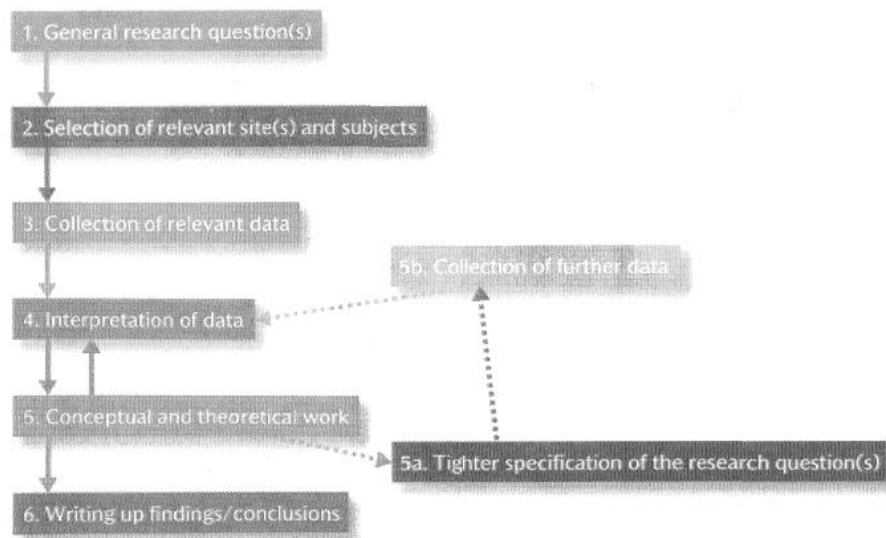 1. General research question(s)
2. Selection of relevant site(s) and subjects
3. Collection of relevant data
5b. Collection of further data
4. Interpretation of data
5. Conceptual and theoretical work
5a. Tighter specification of the research question(s)
6. Writing up findings/conclusions